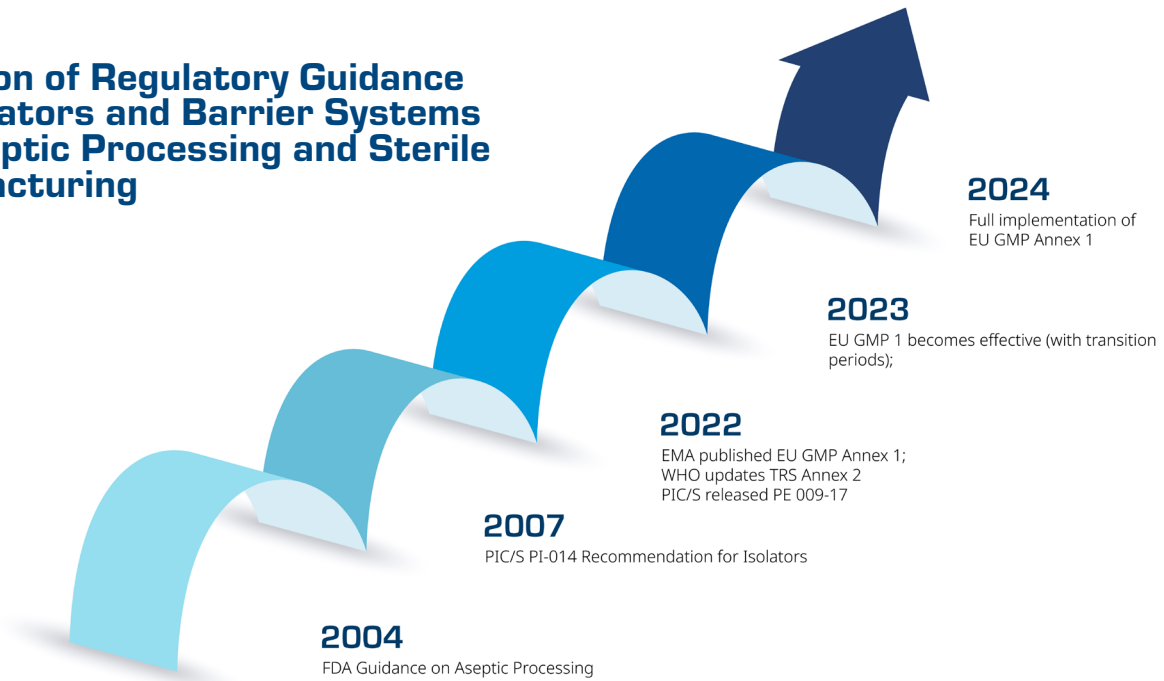 on of Regulatory Guidance
ators and Barrier Systems
ptic Processing and Sterile
acturing
2024
Full implementation of
EU GMP Annex 1
2023
EU GMP 1 becomes effective (with transition
periods);
2022
EMA published EU GMP Annex 1;
WHO updates TRS Annex 2
PIC/S released PE 009-17
2007
PIC/S PI-014 Recommendation for Isolators
2004
FDA Guidance on Aseptic Processing